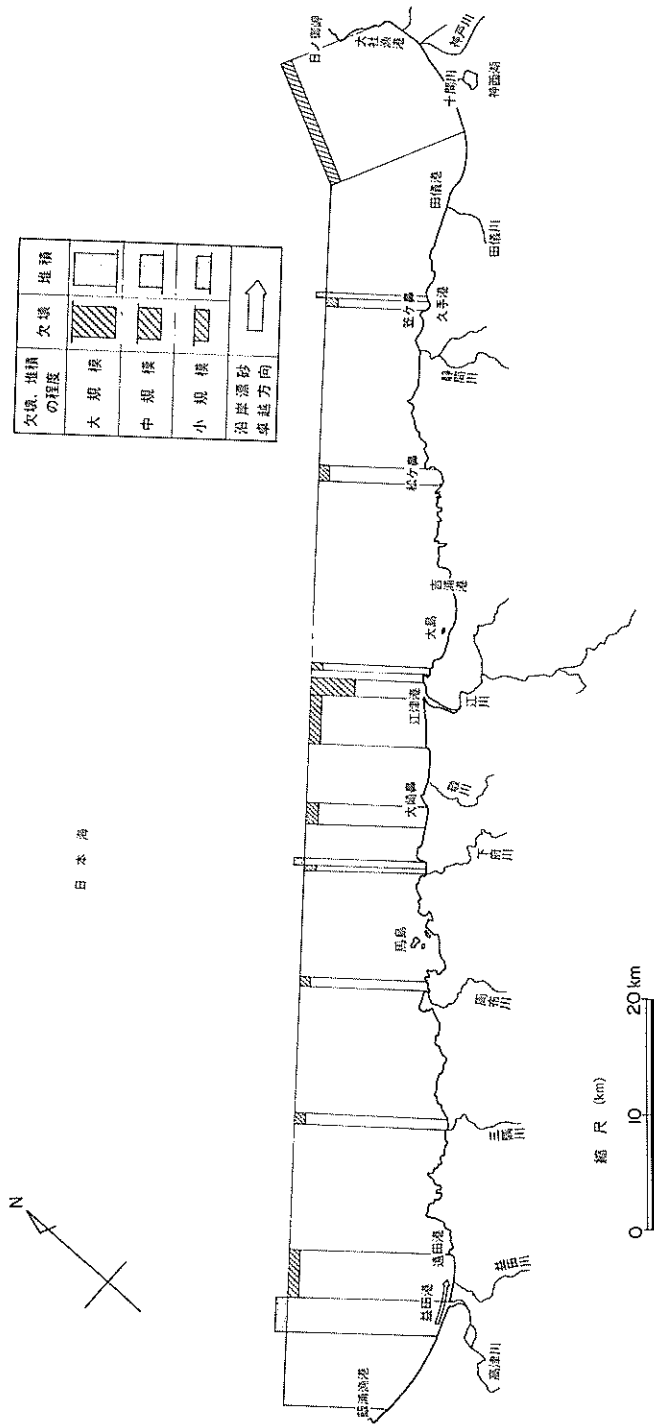 欠壊、堆積の程度
欠壊
堆積
大規模
中規模
小規模
沿岸漂砂
卓越方向
日本海
N
日ノ御岬
大社漁港
神戸川
十間川
神西湖
田儀港
田儀川
笠ケ鼻
久手港
静間川
松ケ鼻
吉浦港
大島
江津港
江川
大崎鼻
敬川
下府川
馬島
周布川
三隅川
遠田港
益田港
益田川
高津川
飯浦漁港
縮尺 (km)
0 10 20 km